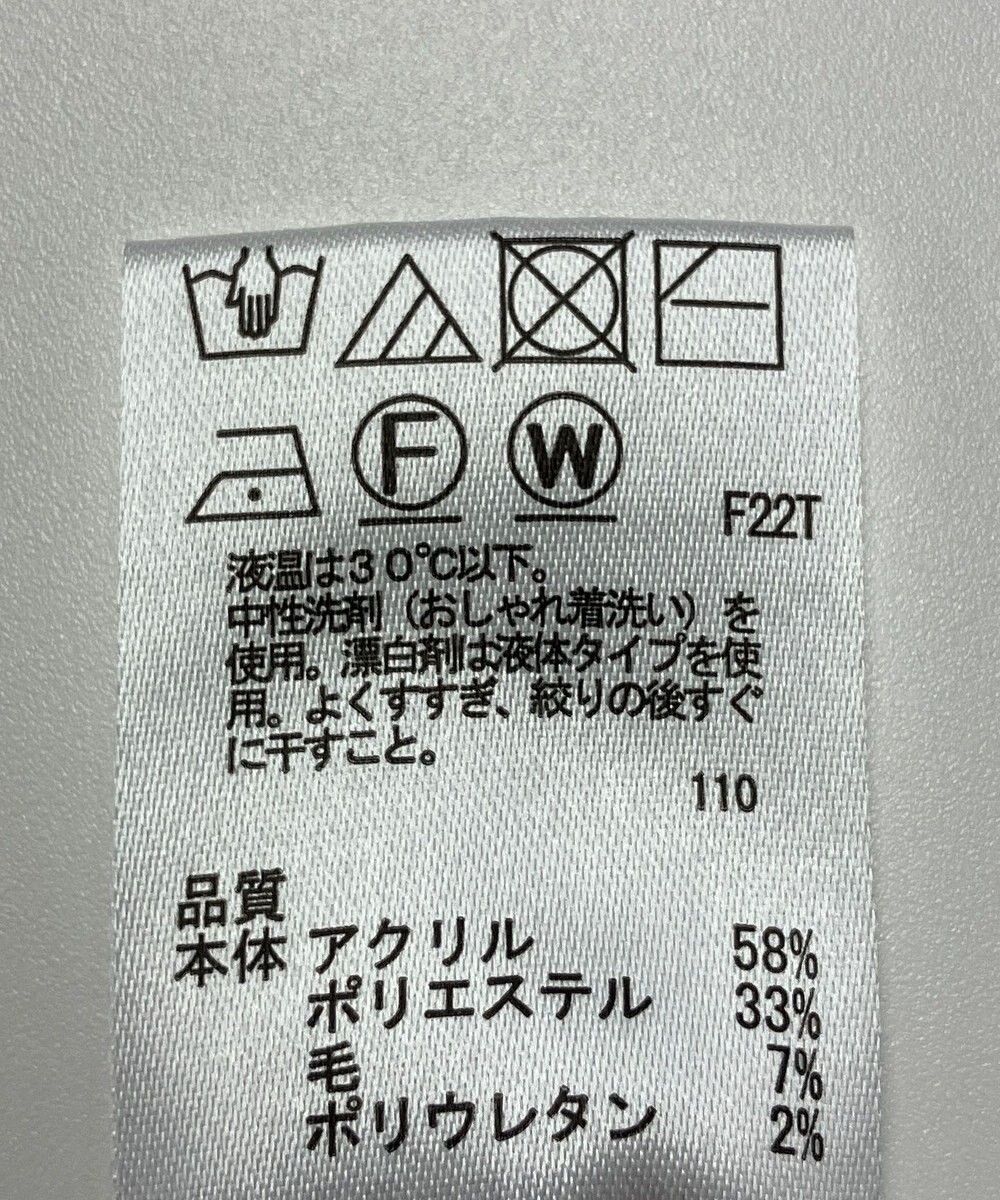 F W
F22T
液温は30℃以下。
中性洗剤（おしゃれ着洗い）を
使用。漂白剤は液体タイプを使
用。よくすすぎ、絞りの後すぐ
に干すこと。
110
品質
本体 アクリル 58%
ポリエステル 33%
毛 7%
ポリウレタン 2%